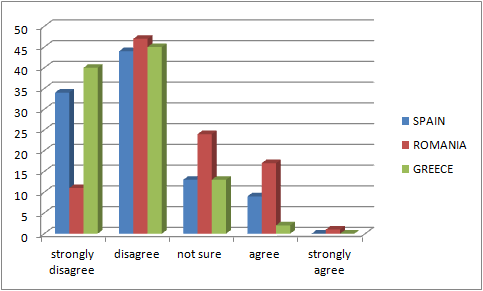 50
45
40
35
30
25
20
15
10
5
0
strongly disagree
disagree
not sure
agree
strongly agree
SPAIN
ROMANIA
GREECE